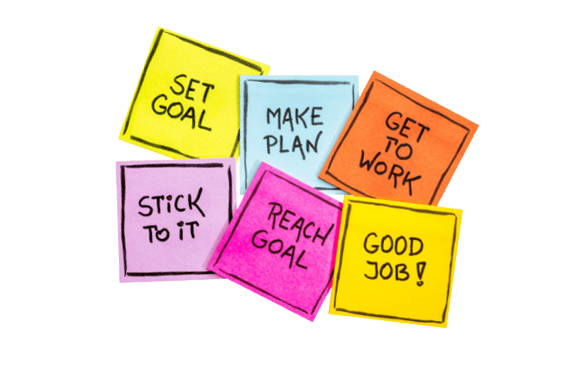 SET
GOAL
MAKE
PLAN
GET
TO
WORK
STiCK
TO iT
REACH
GOAL
GOOD
JOB!